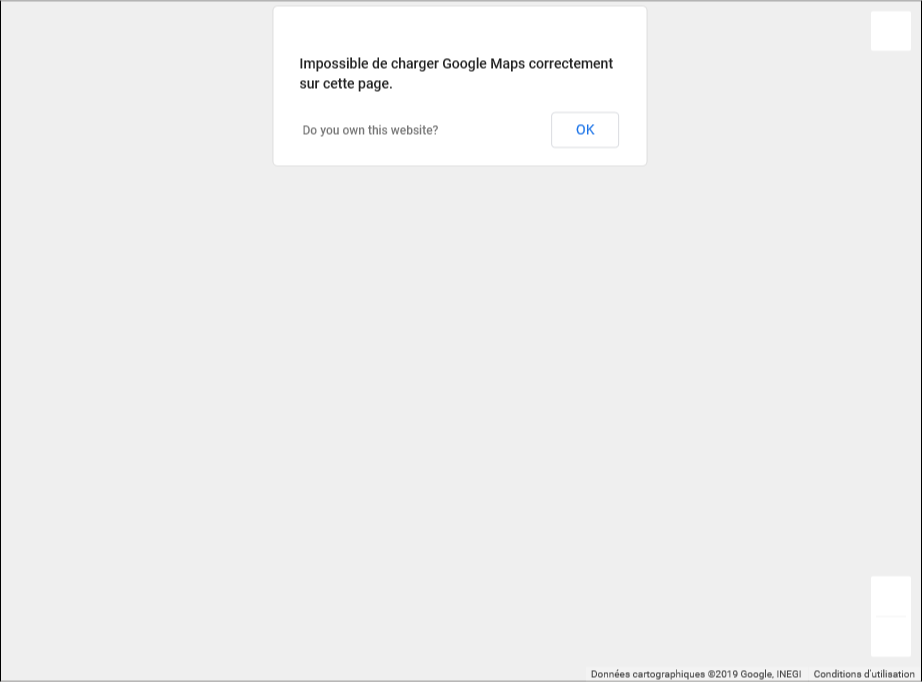 Impossible de charger Google Maps correctement
sur cette page.
Do you own this website?
OK
Données cartographiques ©2019 Google, INEGI
Conditions d'utilisation